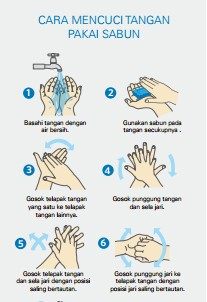 CARA MENCUCI TANGAN
PAKAI SABUN
1
Basahi tangan dengan
air bersih.
2
Gunakan sabun pada
tangan secukupnya .
3
Gosok telapak tangan
yang satu ke telapak
tangan lainnya.
4
Gosok punggung tangan
dan sela jari.
5
Gosok telapak tangan
dan sela jari dengan posisi
saling bertautan.
6
Gosok punggung jari ke
telapak tangan dengan
posisi jari saling bertautan.